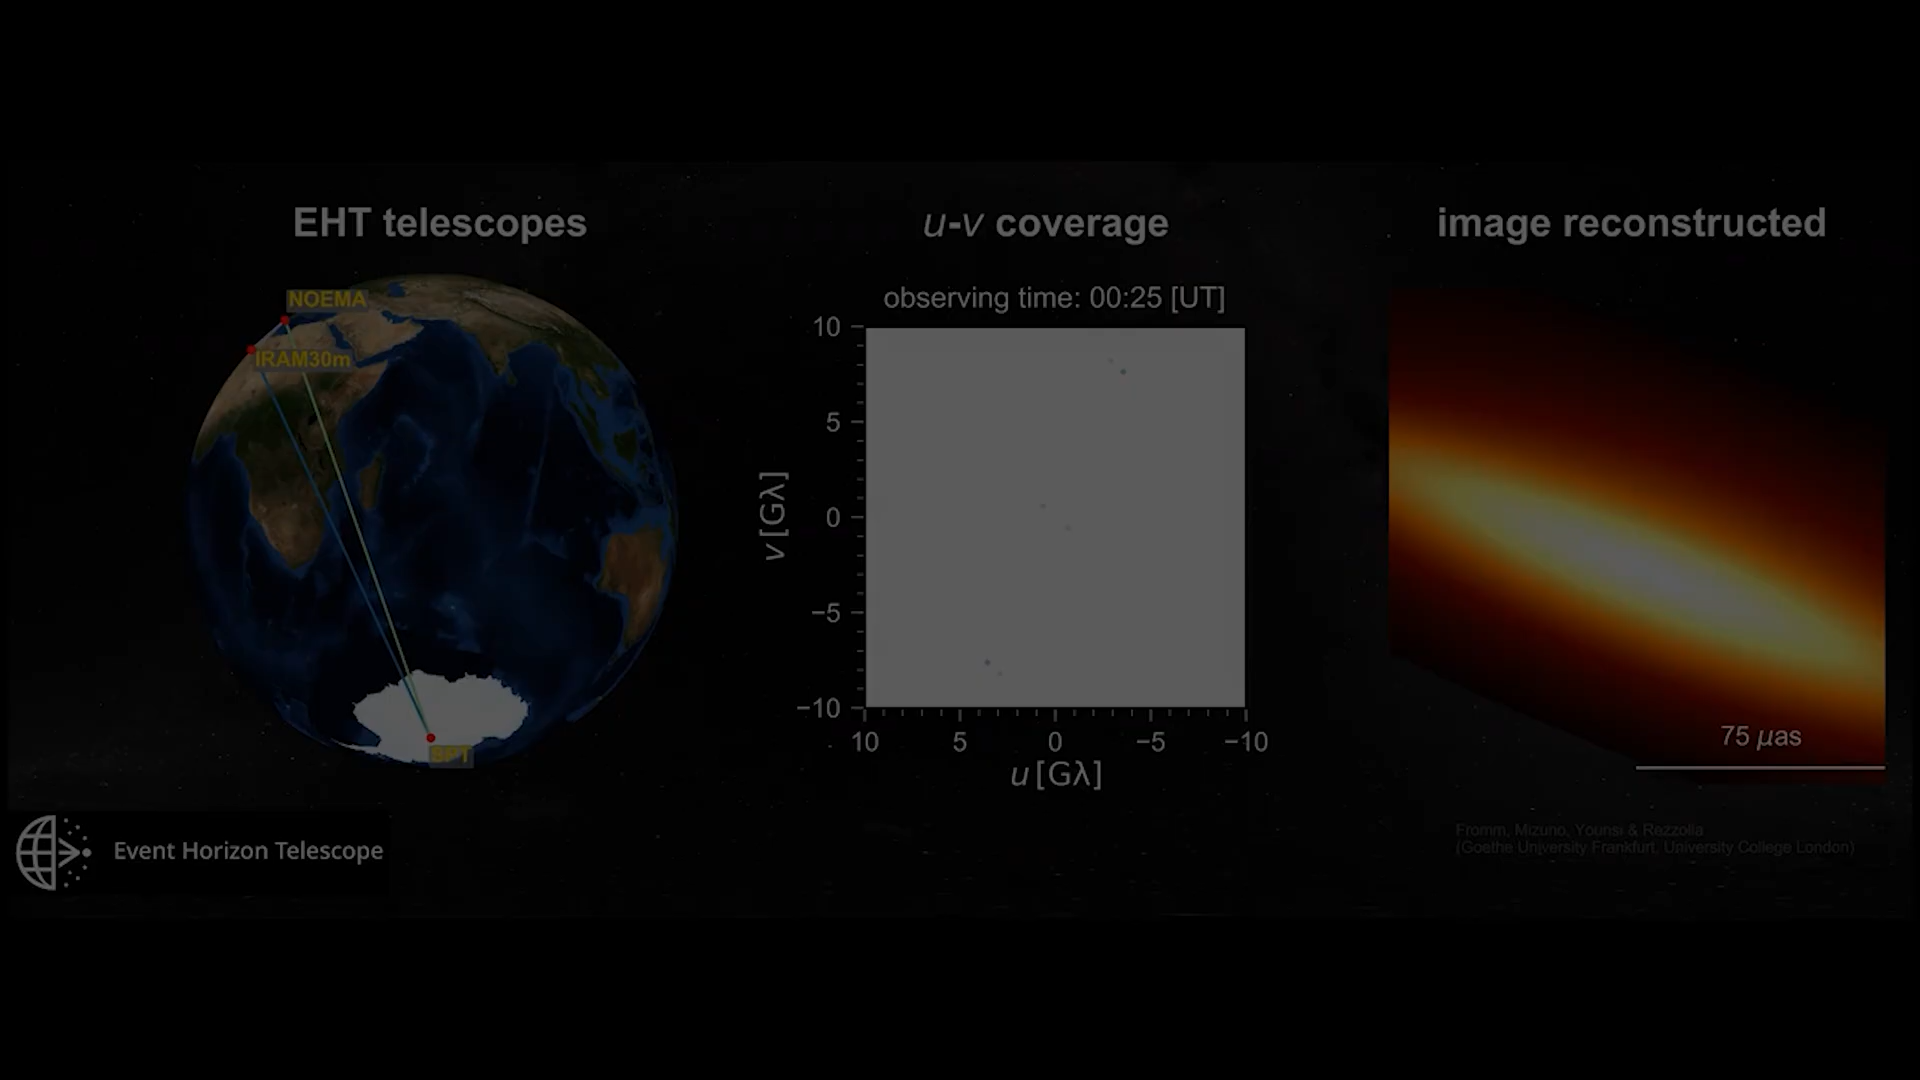 EHT telescopes
NOEMA
IRAM30m
u-v coverage
observing time: 00:25 [UT]
10
5
0
−5
−10
v [Gλ]
10 5 0 −5 −10
u [Gλ]
image reconstructed
75 μas
Event Horizon Telescope
Fromm, Mizuno, Younsi & Rezzolla
(Goethe University Frankfurt, University College London)